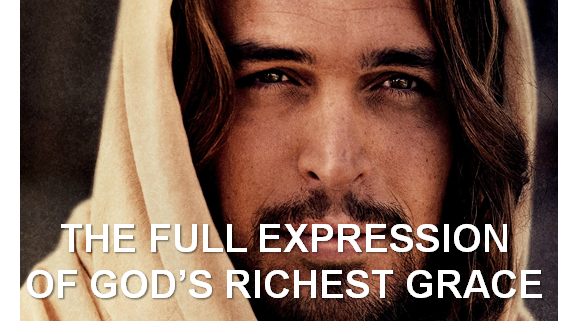 THE FULL EXPRESSION
OF GOD’S RICHEST GRACE